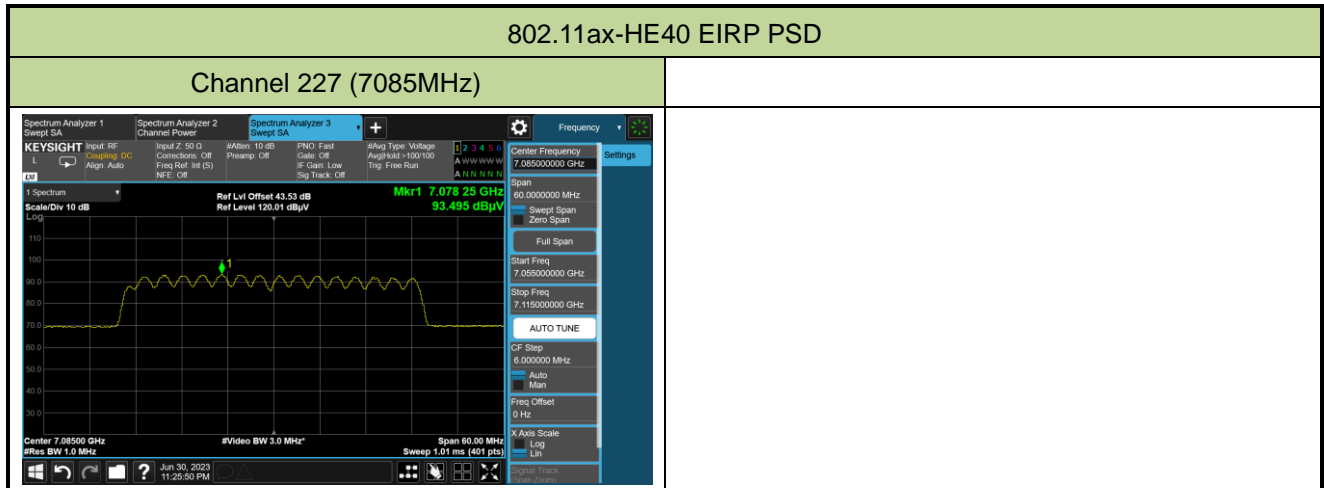 802.11ax-HE40 EIRP PSD
Channel 227 (7085MHz)
Spectrum Analyzer 1
Swept SA
Spectrum Analyzer 2
Channel Power
Spectrum Analyzer 3
Swept SA
+
Frequency
KEYSIGHT
L
LXI
Input: RF
Coupling: DC
Align: Auto
Input Z: 50 Ω
Corrections: Off
Freq Ref: Int (S)
NFE: Off
#Atten: 10 dB
Preamp: Off
PNO: Fast
Gate: Off
IF Gain: Low
Sig Track: Off
#Avg Type: Voltage
Avg|Hold:>100/100
Trig: Free Run
1 2 3 4 5 6
A W W W W W
A N N N N N
Center Frequency
7.085000000 GHz
Settings
1 Spectrum
Scale/Div 10 dB
Log
Ref Lvl Offset 43.53 dB
Ref Level 120.01 dBµV
Mkr1 7.078 25 GHz
93.495 dBµV
Span
60.0000000 MHz
Swept Span
Zero Span
Full Span
Start Freq
7.055000000 GHz
Stop Freq
7.115000000 GHz
AUTO TUNE
CF Step
6.000000 MHz
Auto
Man
Freq Offset
0 Hz
X Axis Scale
Log
Lin
Signal Track
(Span Zoom)
110
100
90.0
80.0
70.0
60.0
50.0
40.0
30.0
1
Center 7.08500 GHz
#Res BW 1.0 MHz
#Video BW 3.0 MHz*
Span 60.00 MHz
Sweep 1.01 ms (401 pts)
?
Jun 30, 2023
11:25:50 PM